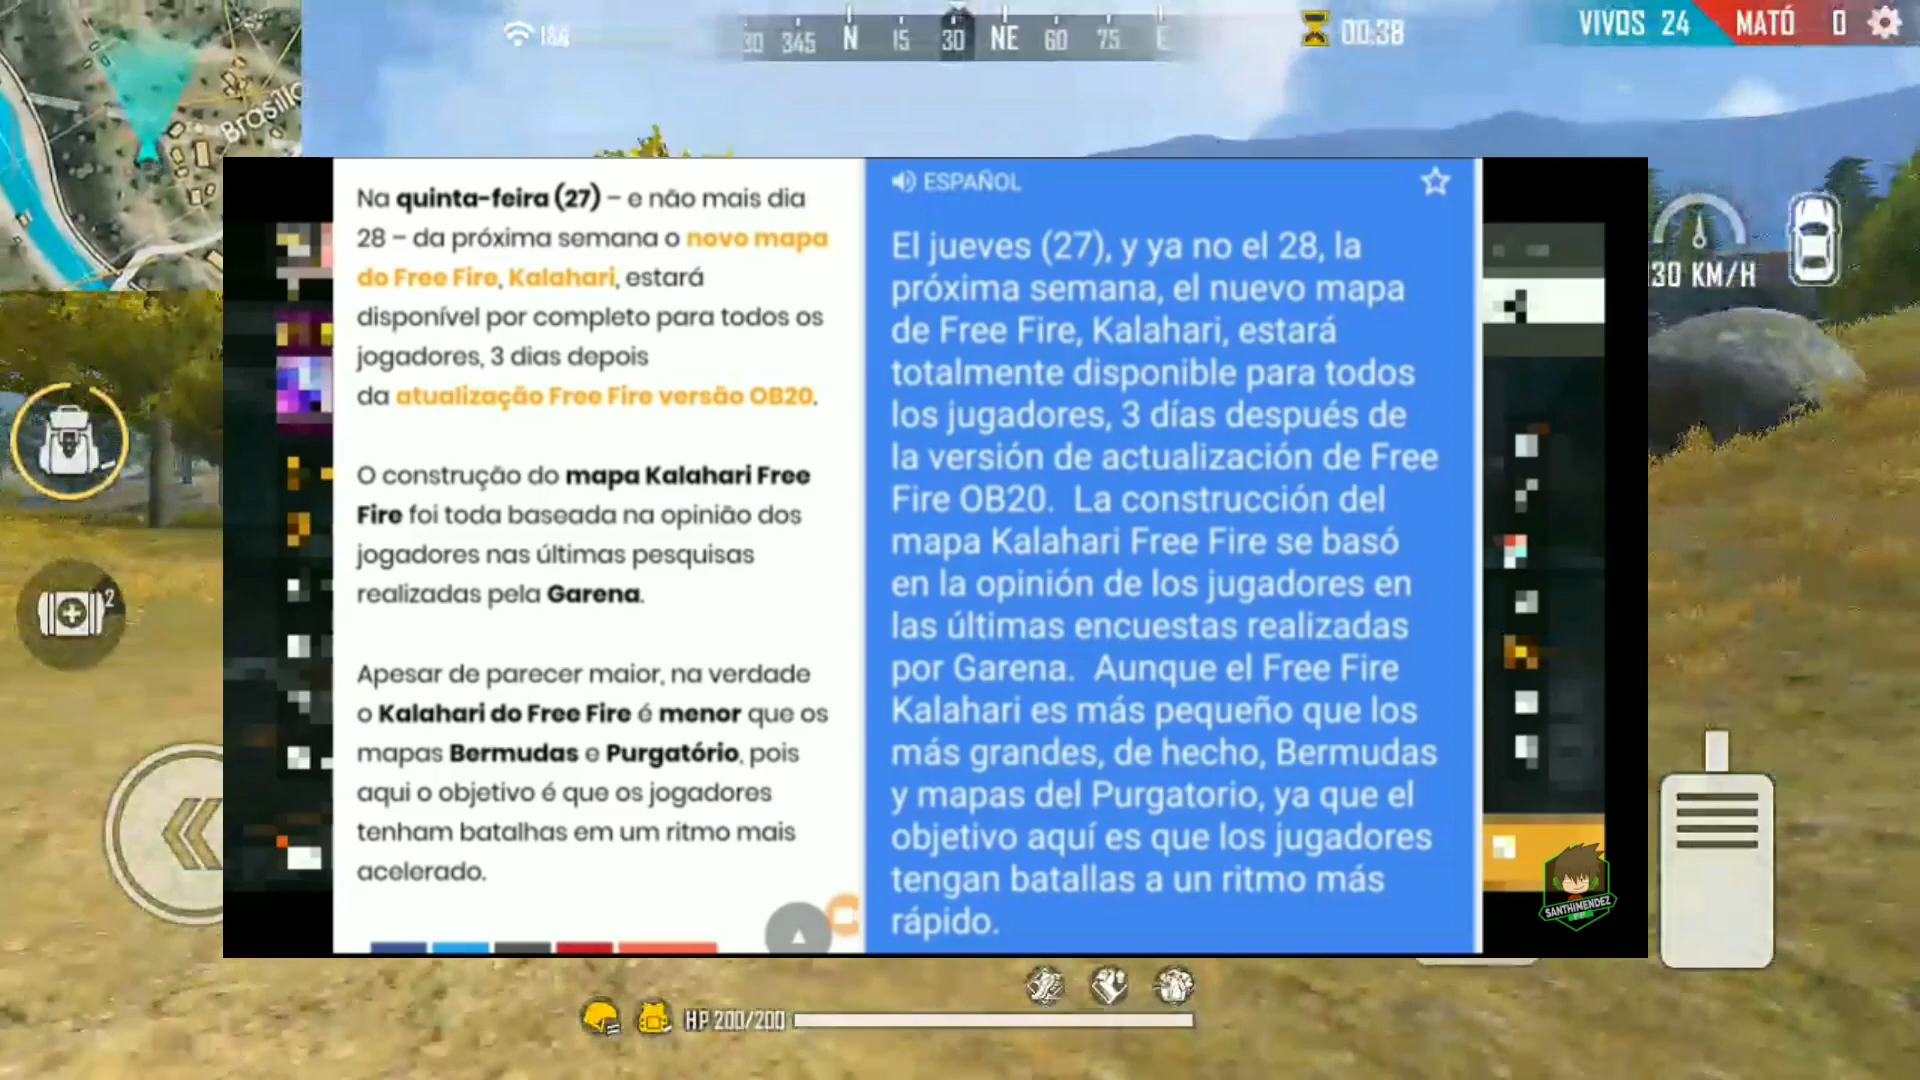 186
30 345 N 15 30 NE 60 75 E
00:38
VIVOS 24
MATÓ 0
Brasilia
Na quinta-feira (27) – e não mais dia
28 – da próxima semana o novo mapa
do Free Fire, Kalahari, estará
disponível por completo para todos os
jogadores, 3 dias depois
da atualização Free Fire versão OB20.
O construção do mapa Kalahari Free
Fire foi toda baseada na opinião dos
jogadores nas últimas pesquisas
realizadas pela Garena.
Apesar de parecer maior, na verdade
o Kalahari do Free Fire é menor que os
mapas Bermudas e Purgatório, pois
aqui o objetivo é que os jogadores
tenham batalhas em um ritmo mais
acelerado.
ESPAÑOL
El jueves (27), y ya no el 28, la
próxima semana, el nuevo mapa
de Free Fire, Kalahari, estará
totalmente disponible para todos
los jugadores, 3 días después de
la versión de actualización de Free
Fire OB20. La construcción del
mapa Kalahari Free Fire se basó
en la opinión de los jugadores en
las últimas encuestas realizadas
por Garena. Aunque el Free Fire
Kalahari es más pequeño que los
más grandes, de hecho, Bermudas
y mapas del Purgatorio, ya que el
objetivo aquí es que los jugadores
tengan batallas a un ritmo más
rápido.
30 KM/H
2
SANTHIMENDEZ
HP 200/200